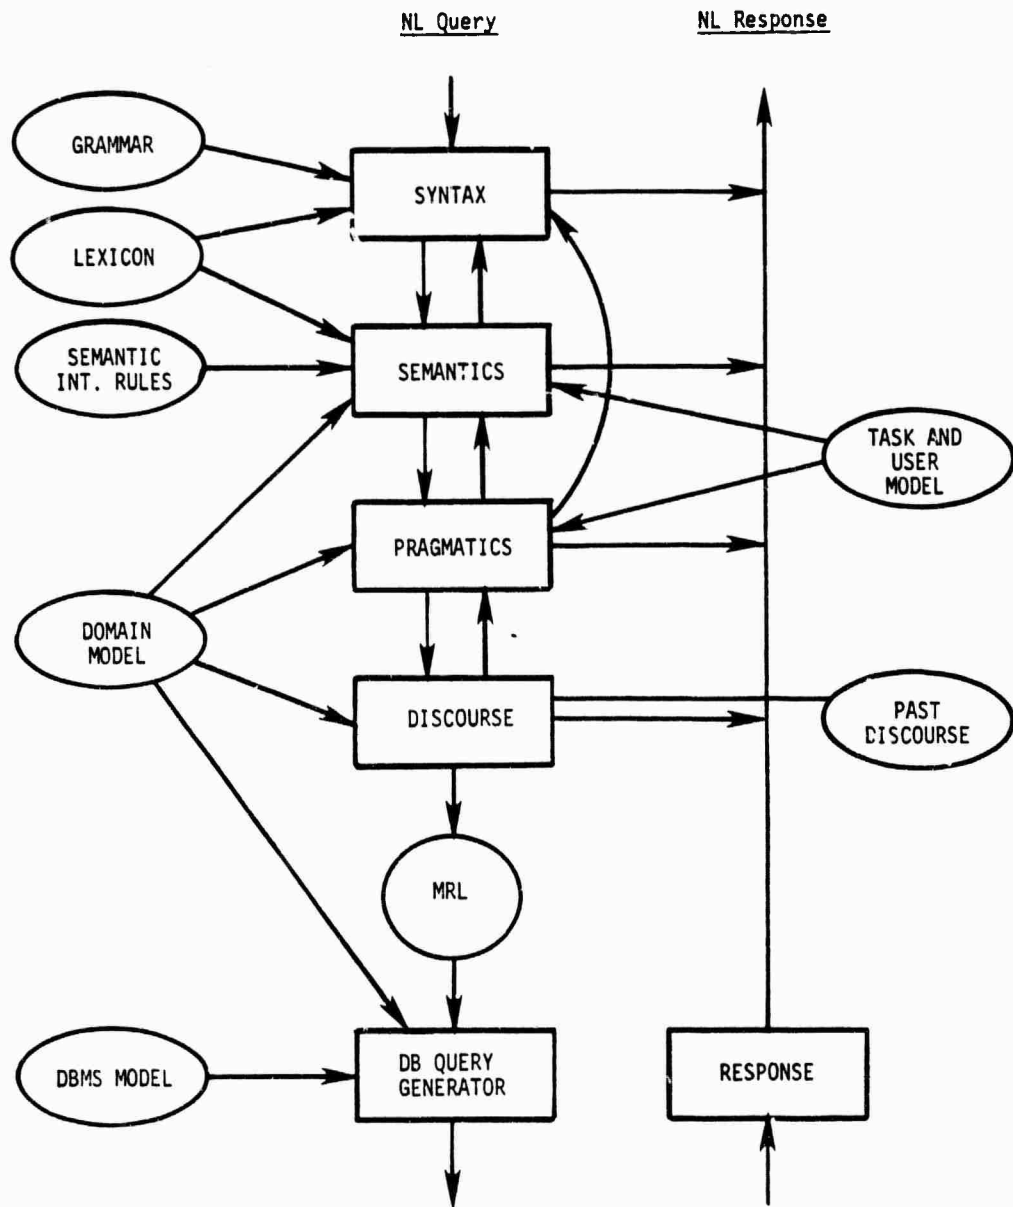 NL Query
NL Response
GRAMMAR
SYNTAX
LEXICON
SEMANTIC
INT. RULES
SEMANTICS
TASK AND
USER
MODEL
PRAGMATICS
DOMAIN
MODEL
DISCOURSE
PAST
DISCOURSE
MRL
DBMS MODEL
DB QUERY
GENERATOR
RESPONSE